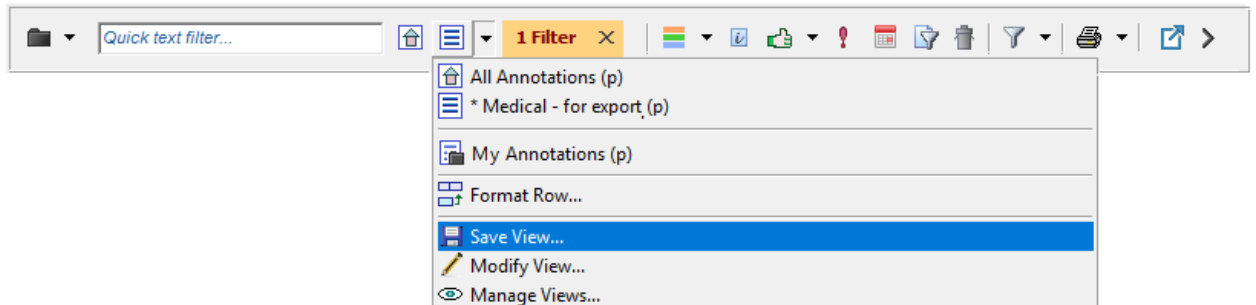 Quick text filter...
1 Filter
All Annotations (p)
* Medical - for export (p)
My Annotations (p)
Format Row...
Save View...
Modify View...
Manage Views...